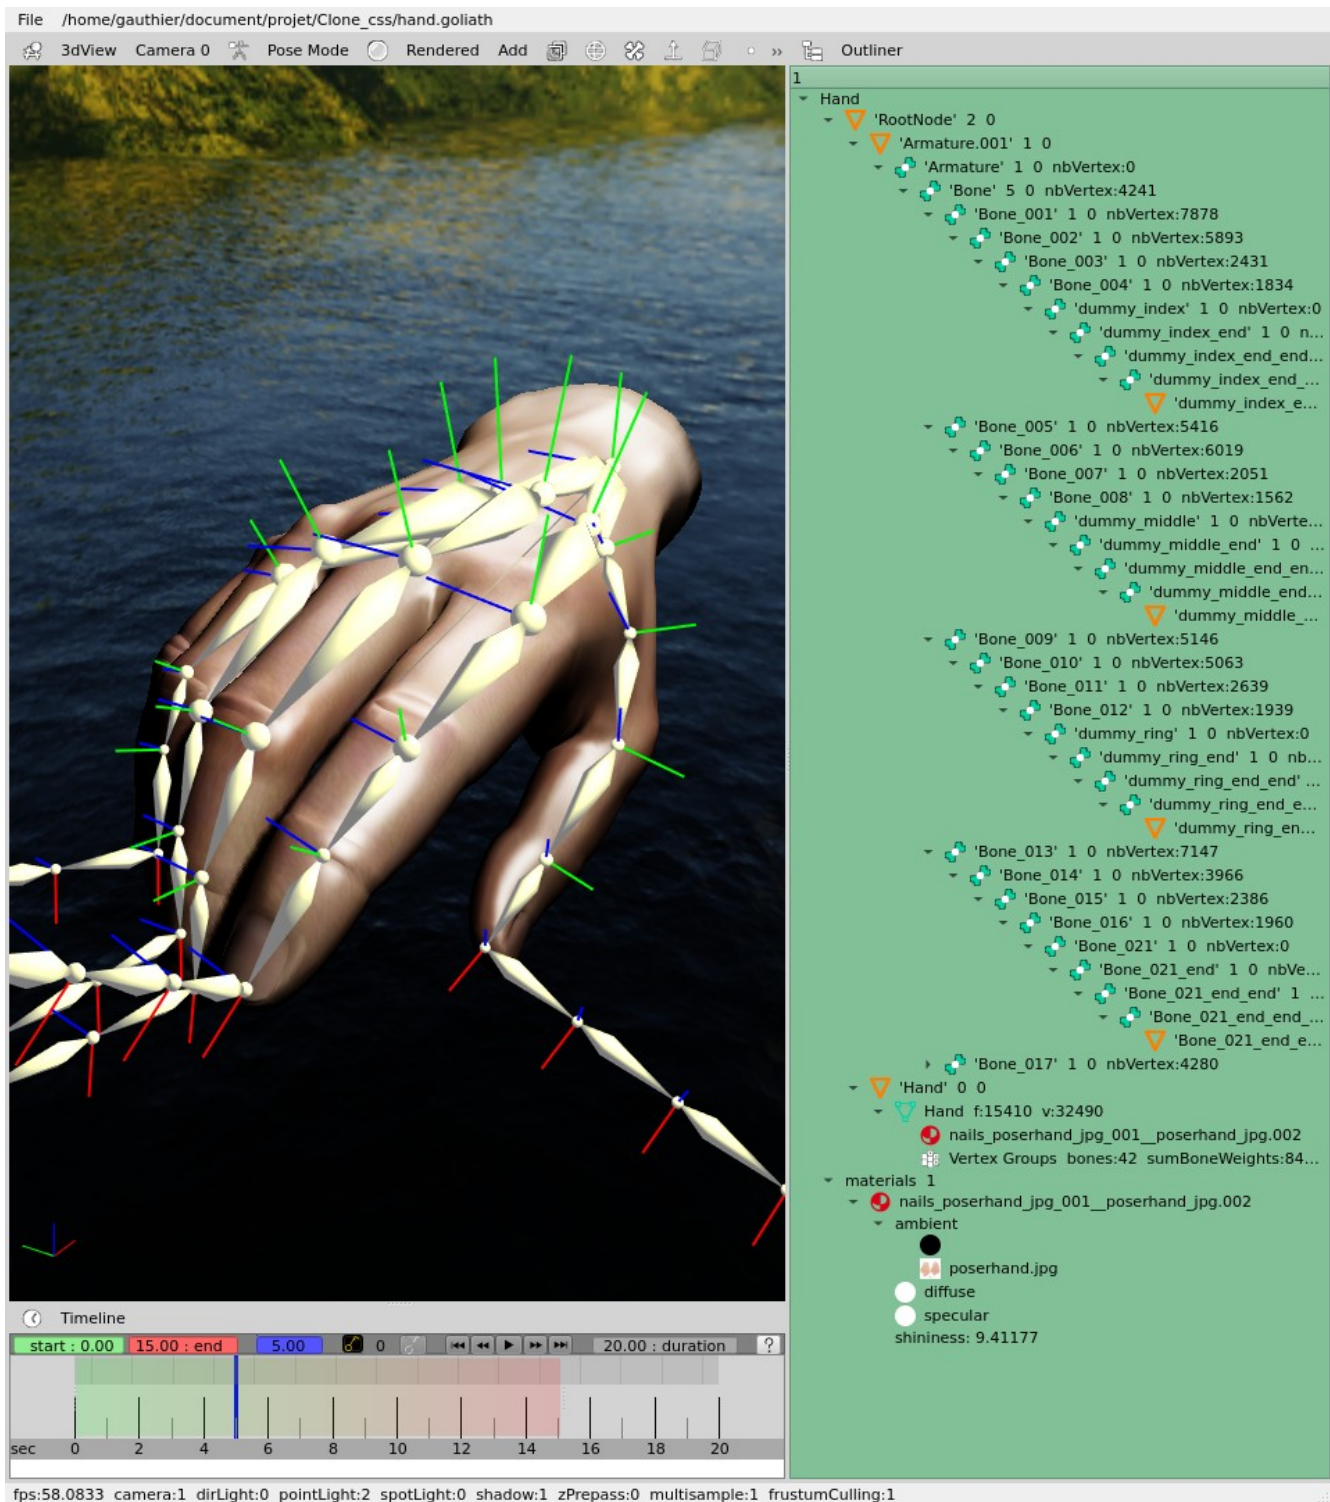 File /home/gauthier/document/projet/Clone_css/hand.goliath
3dView Camera 0 Pose Mode Rendered Add » Outliner
1
Hand
'RootNode' 2 0
'Armature.001' 1 0
'Armature' 1 0 nbVertex:0
'Bone' 5 0 nbVertex:4241
'Bone_001' 1 0 nbVertex:7878
'Bone_002' 1 0 nbVertex:5893
'Bone_003' 1 0 nbVertex:2431
'Bone_004' 1 0 nbVertex:1834
'dummy_index' 1 0 nbVertex:0
'dummy_index_end' 1 0 n...
'dummy_index_end_end...
'dummy_index_end_...
'dummy_index_e...
'Bone_005' 1 0 nbVertex:5416
'Bone_006' 1 0 nbVertex:6019
'Bone_007' 1 0 nbVertex:2051
'Bone_008' 1 0 nbVertex:1562
'dummy_middle' 1 0 nbVerte...
'dummy_middle_end' 1 0 ...
'dummy_middle_end_en...
'dummy_middle_end...
'dummy_middle_...
'Bone_009' 1 0 nbVertex:5146
'Bone_010' 1 0 nbVertex:5063
'Bone_011' 1 0 nbVertex:2639
'Bone_012' 1 0 nbVertex:1939
'dummy_ring' 1 0 nbVertex:0
'dummy_ring_end' 1 0 nb...
'dummy_ring_end_end' ...
'dummy_ring_end_e...
'dummy_ring_en...
'Bone_013' 1 0 nbVertex:7147
'Bone_014' 1 0 nbVertex:3966
'Bone_015' 1 0 nbVertex:2386
'Bone_016' 1 0 nbVertex:1960
'Bone_021' 1 0 nbVertex:0
'Bone_021_end' 1 0 nbVe...
'Bone_021_end_end' 1 ...
'Bone_021_end_end_...
'Bone_021_end_e...
'Bone_017' 1 0 nbVertex:4280
'Hand' 0 0
Hand f:15410 v:32490
nails_poserhand_jpg_001__poserhand_jpg.002
Vertex Groups bones:42 sumBoneWeights:84...
materials 1
nails_poserhand_jpg_001__poserhand_jpg.002
ambient
poserhand.jpg
diffuse
specular
shininess: 9.41177
Timeline
start : 0.00 15.00 : end 5.00 0 20.00 : duration ?
sec 0 2 4 6 8 10 12 14 16 18 20
fps:58.0833 camera:1 dirLight:0 pointLight:2 spotLight:0 shadow:1 zPrepass:0 multisample:1 frustumCulling:1